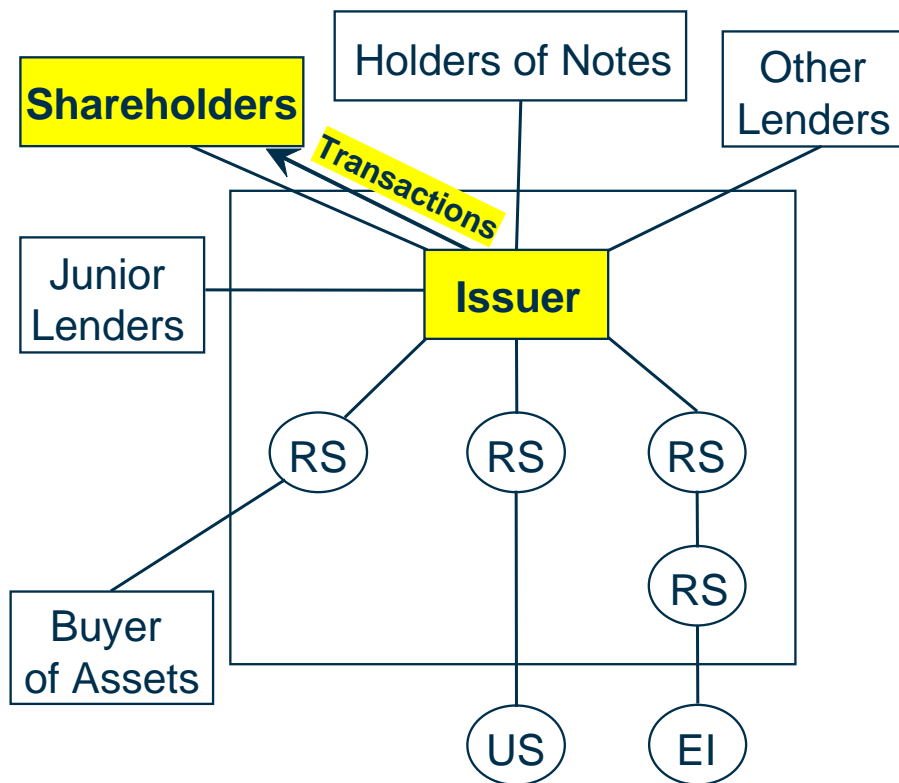 Holders of Notes
Other
Lenders
Shareholders
Transactions
Junior
Lenders
Issuer
RS
RS
RS
RS
Buyer
of Assets
US
EI